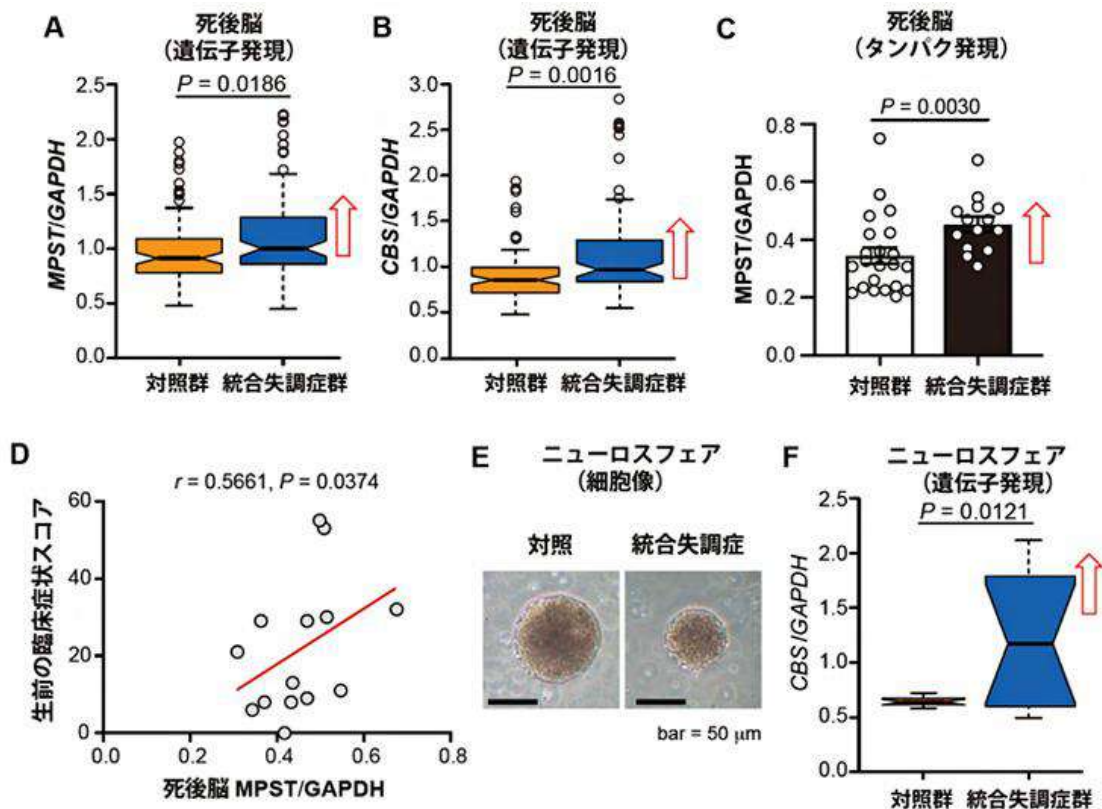 A
死後脳
（遺伝子発現）
P = 0.0186
MPST/GAPDH
2.5
2.0
1.5
1.0
0.5
0.0
対照群 統合失調症群
B
死後脳
（遺伝子発現）
P = 0.0016
CBS/GAPDH
3.0
2.5
2.0
1.5
1.0
0.5
0.0
対照群 統合失調症群
C
死後脳
（タンパク発現）
P = 0.0030
MPST/GAPDH
0.8
0.6
0.4
0.2
0.0
対照群 統合失調症群
D
r = 0.5661, P = 0.0374
生前の臨床症状スコア
60
40
20
0
0.0 0.2 0.4 0.6 0.8
死後脳 MPST/GAPDH
E
ニューロスフェア
（細胞像）
対照 統合失調症
bar = 50 μm
F
ニューロスフェア
（遺伝子発現）
P = 0.0121
CBS/GAPDH
2.5
2.0
1.5
1.0
0.5
0.0
対照群 統合失調症群